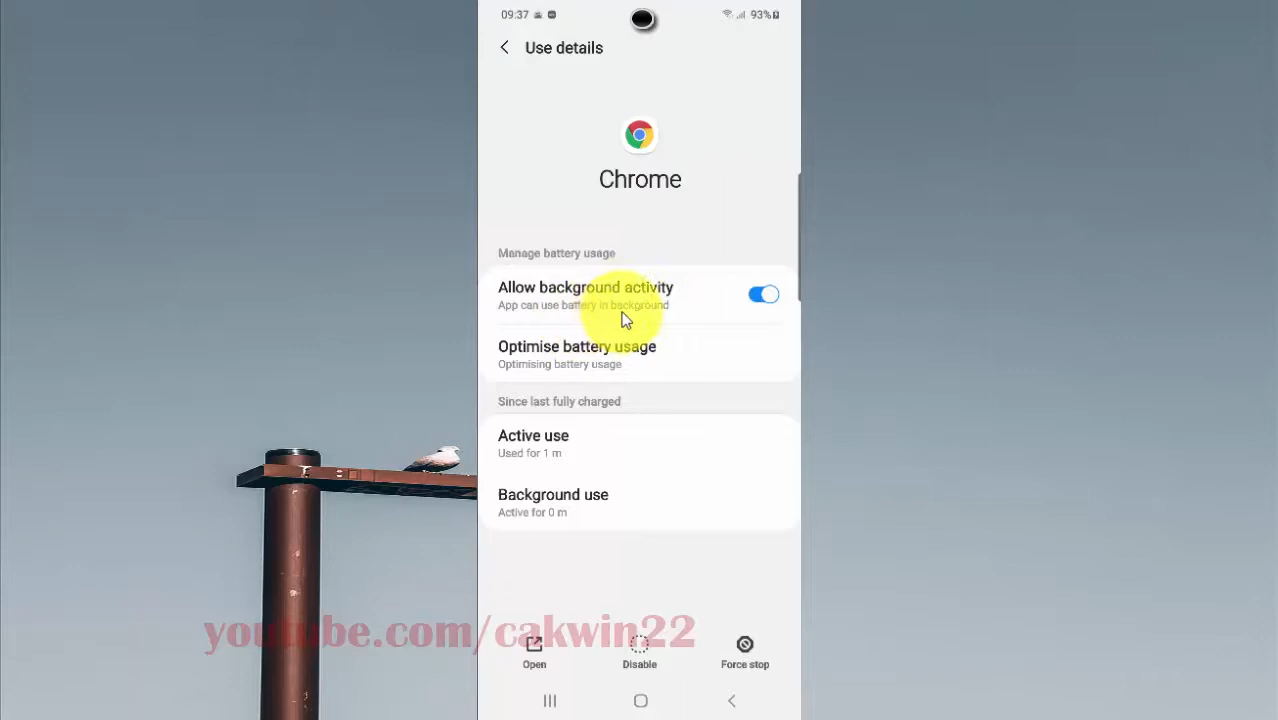 09:37
93%
Use details
Chrome
Manage battery usage
Allow background activity
App can use battery in background
Optimise battery usage
Optimising battery usage
Since last fully charged
Active use
Used for 1 m
Background use
Active for 0 m
youtube.com/cakwin22
Open
Disable
Force stop